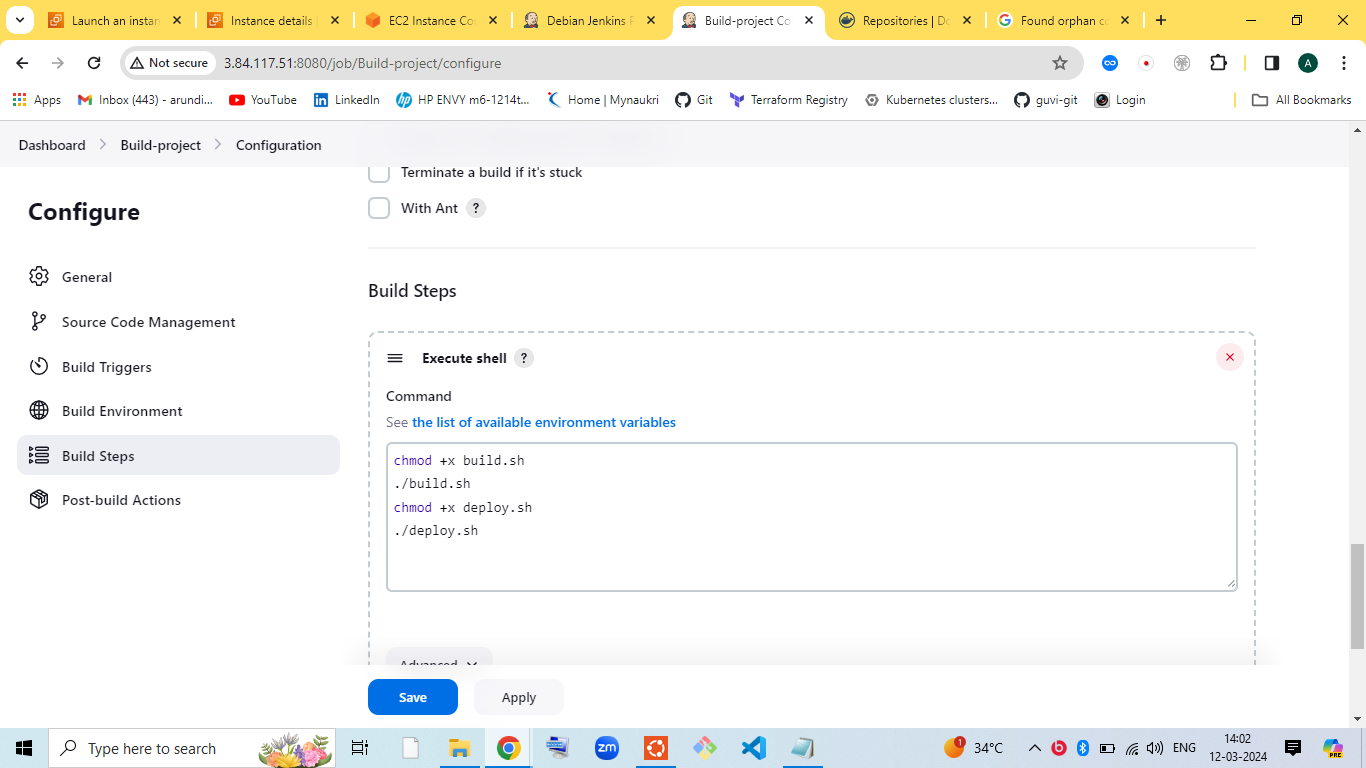 Launch an instan
Instance details
EC2 Instance Co
Debian Jenkins P
Build-project Co
Repositories | Do
Found orphan co
Not secure
3.84.117.51:8080/job/Build-project/configure
A
Apps
Inbox (443) - arundi...
YouTube
LinkedIn
HP ENVY m6-1214t...
Home | Mynaukri
Git
Terraform Registry
Kubernetes clusters...
guvi-git
Login
All Bookmarks
Dashboard
Build-project
Configuration
Configure
General
Source Code Management
Build Triggers
Build Environment
Build Steps
Post-build Actions
Terminate a build if it's stuck
With Ant ?
Build Steps
Execute shell ?
Command
See the list of available environment variables
chmod +x build.sh
./build.sh
chmod +x deploy.sh
./deploy.sh
Advanced
Save
Apply
Type here to search
zm
1
34°C
ENG
14:02
12-03-2024
PRE